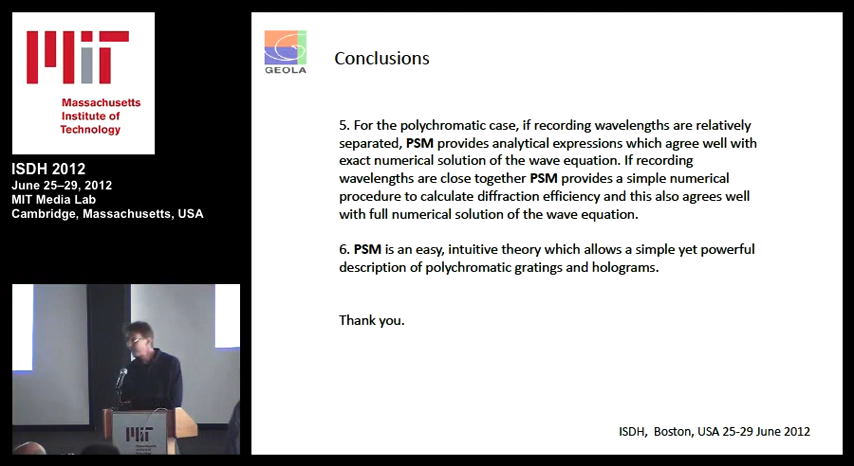 MIT
Massachusetts
Institute of
Technology
ISDH 2012
June 25–29, 2012
MIT Media Lab
Cambridge, Massachusetts, USA
GEOLA
Conclusions
5. For the polychromatic case, if recording wavelengths are relatively
separated, PSM provides analytical expressions which agree well with
exact numerical solution of the wave equation. If recording
wavelengths are close together PSM provides a simple numerical
procedure to calculate diffraction efficiency and this also agrees well
with full numerical solution of the wave equation.
6. PSM is an easy, intuitive theory which allows a simple yet powerful
description of polychromatic gratings and holograms.
Thank you.
ISDH, Boston, USA 25-29 June 2012
MIT